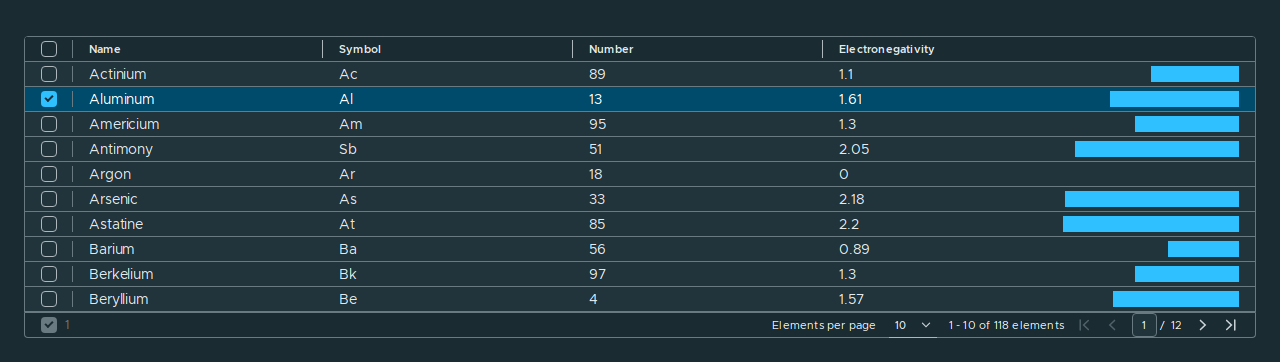 Name Symbol Number Electronegativity
Actinium Ac 89 1.1
Aluminum Al 13 1.61
Americium Am 95 1.3
Antimony Sb 51 2.05
Argon Ar 18 0
Arsenic As 33 2.18
Astatine At 85 2.2
Barium Ba 56 0.89
Berkelium Bk 97 1.3
Beryllium Be 4 1.57
1 Elements per page 10 1 - 10 of 118 elements 1 / 12